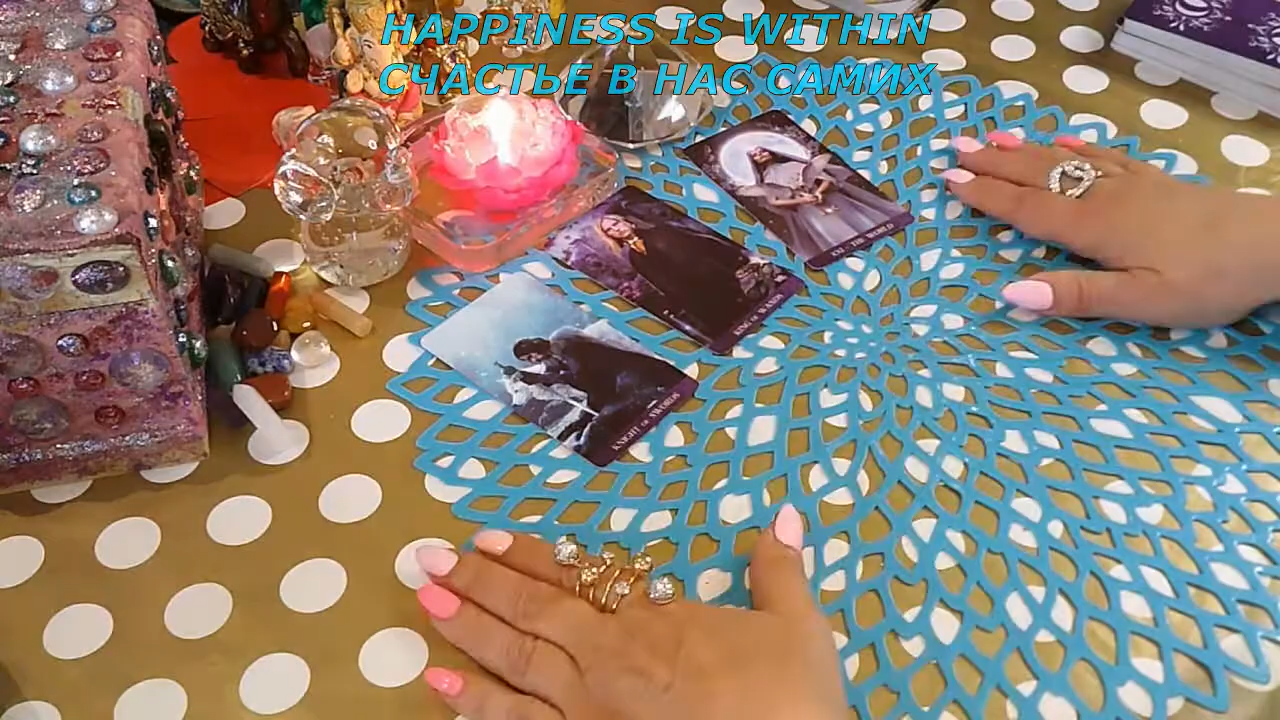 HAPPINESS IS WITHIN
СЧАСТЬЕ В НАС САМИХ
XXI THE WORLD
KING OF WANDS
KNIGHT OF SWORDS